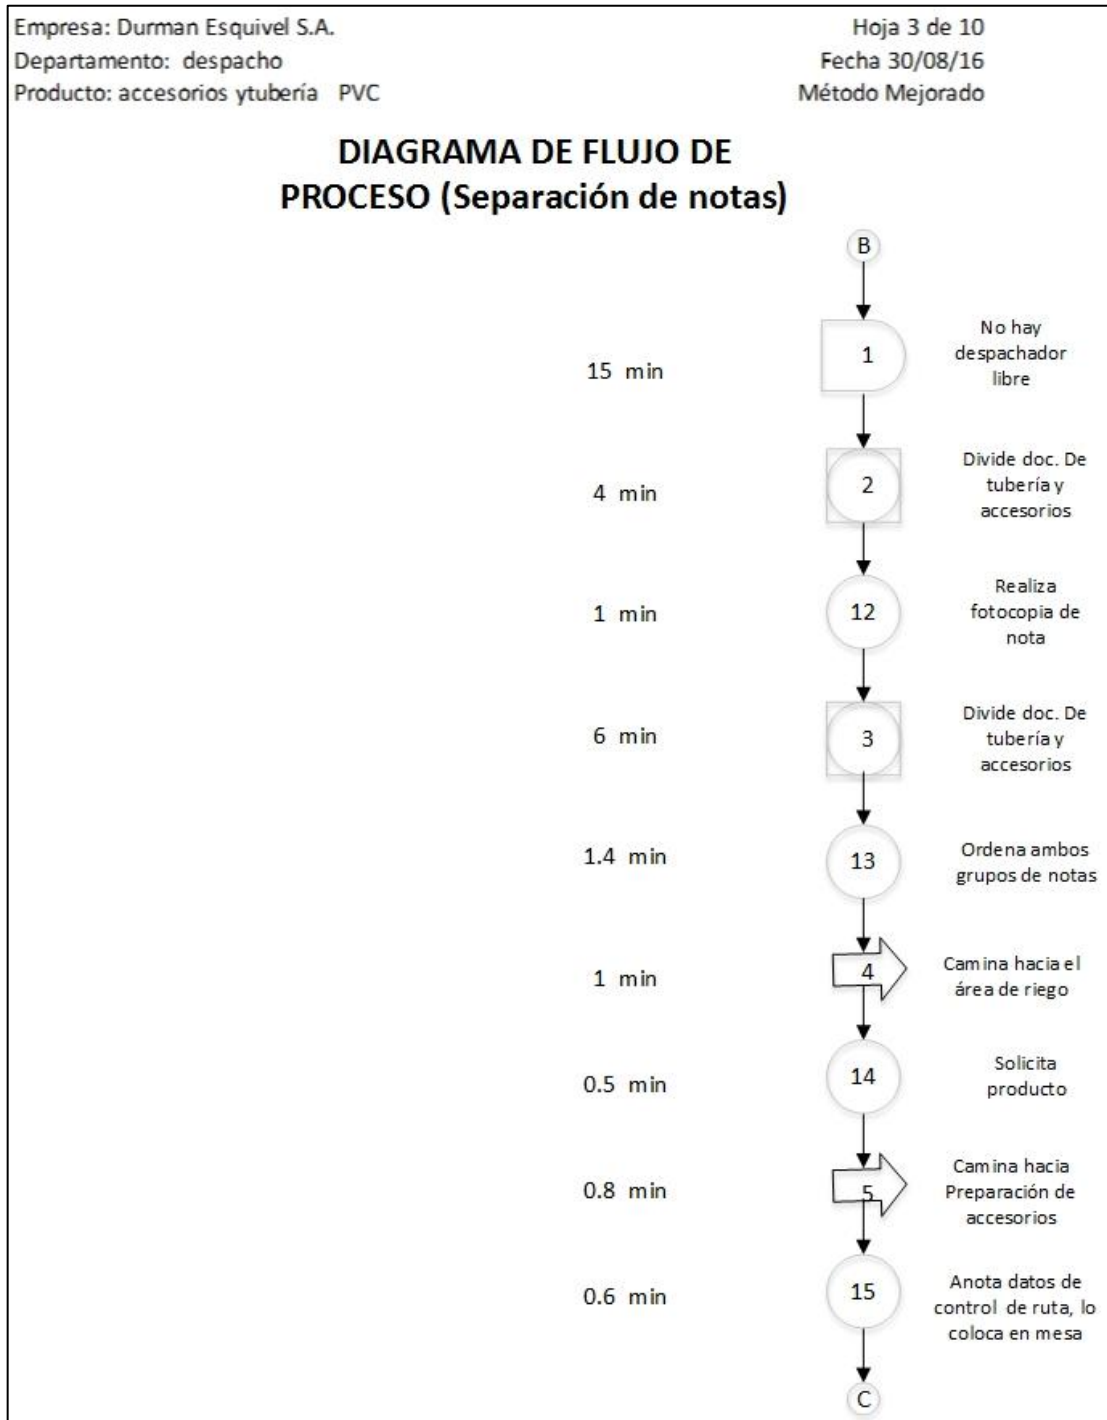 Empresa: Durman Esquivel S.A.
Hoja 3 de 10
Departamento: despacho
Fecha 30/08/16
Producto: accesorios ytubería PVC
Método Mejorado
DIAGRAMA DE FLUJO DE
PROCESO (Separación de notas)
B
15 min
1
No hay
despachador
libre
4 min
2
Divide doc. De
tubería y
accesorios
1 min
12
Realiza
fotocopia de
nota
6 min
3
Divide doc. De
tubería y
accesorios
1.4 min
13
Ordena ambos
grupos de notas
1 min
4
Camina hacia el
área de riego
0.5 min
14
Solicita
producto
0.8 min
5
Camina hacia
Preparación de
accesorios
0.6 min
15
Anota datos de
control de ruta, lo
coloca en mesa
C